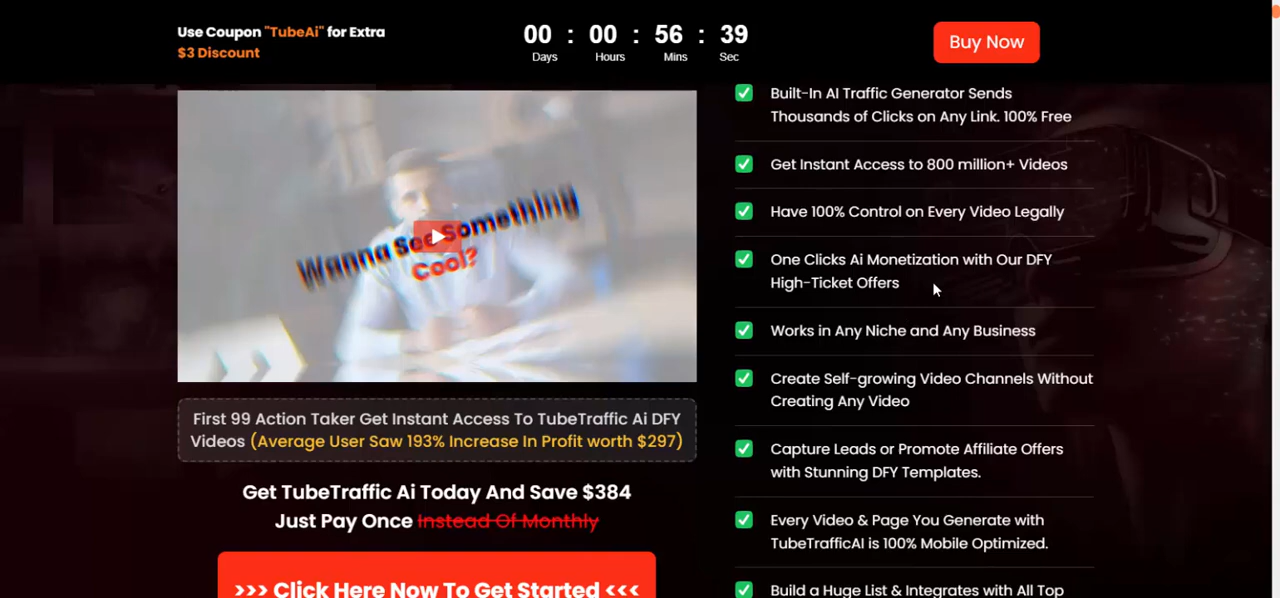 Use Coupon "TubeAi" for Extra
$3 Discount
00 : 00 : 56 : 39
Days Hours Mins Sec
Buy Now
Wanna See Something
Cool?
First 99 Action Taker Get Instant Access To TubeTraffic Ai DFY
Videos (Average User Saw 193% Increase In Profit worth $297)
Get TubeTraffic Ai Today And Save $384
Just Pay Once Instead Of Monthly
>>> Click Here Now To Get Started <<<
Built-In AI Traffic Generator Sends
Thousands of Clicks on Any Link. 100% Free
Get Instant Access to 800 million+ Videos
Have 100% Control on Every Video Legally
One Clicks Ai Monetization with Our DFY
High-Ticket Offers
Works in Any Niche and Any Business
Create Self-growing Video Channels Without
Creating Any Video
Capture Leads or Promote Affiliate Offers
with Stunning DFY Templates.
Every Video & Page You Generate with
TubeTrafficAI is 100% Mobile Optimized.
Build a Huge List & Integrates with All Top